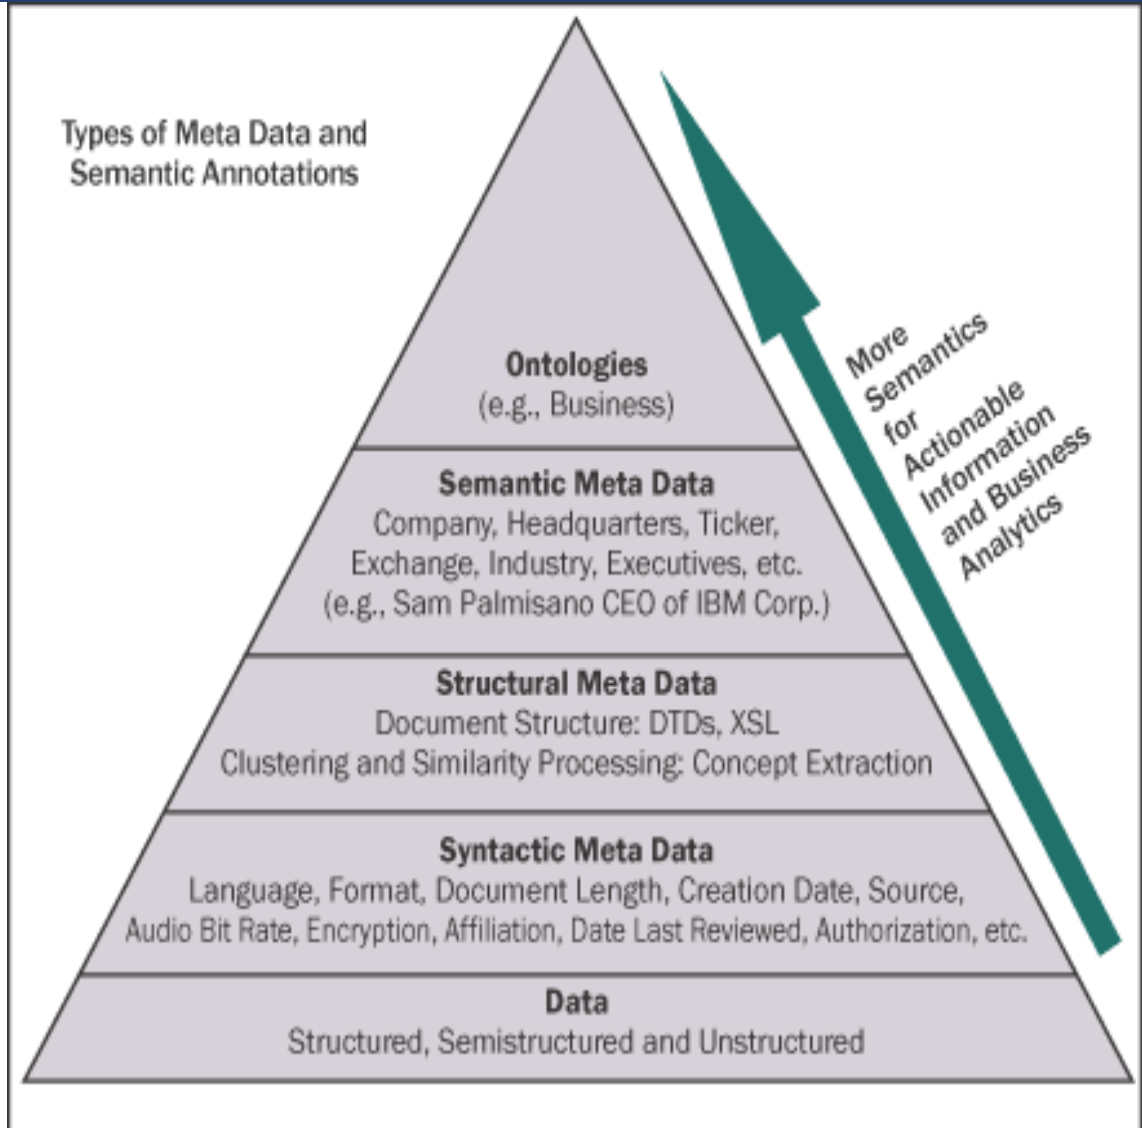 Types of Meta Data and
Semantic Annotations
Ontologies
(e.g., Business)
Semantic Meta Data
Company, Headquarters, Ticker,
Exchange, Industry, Executives, etc.
(e.g., Sam Palmisano CEO of IBM Corp.)
Structural Meta Data
Document Structure: DTDs, XSL
Clustering and Similarity Processing: Concept Extraction
Syntactic Meta Data
Language, Format, Document Length, Creation Date, Source,
Audio Bit Rate, Encryption, Affiliation, Date Last Reviewed, Authorization, etc.
Data
Structured, Semistructured and Unstructured
More
Semantics
for
Actionable
Information
and Business
Analytics